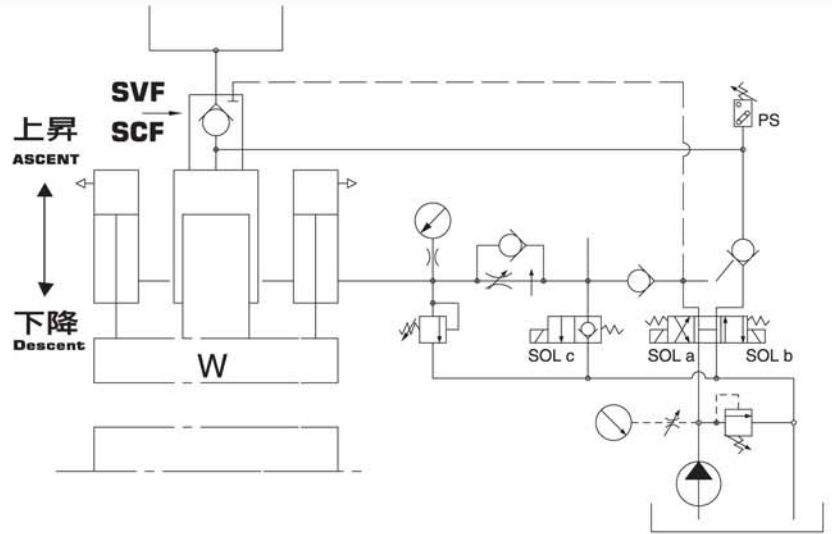 SVF
SCF
上昇
ASCENT
PS
下降
Descent
W
SOL c
SOL a
SOL b